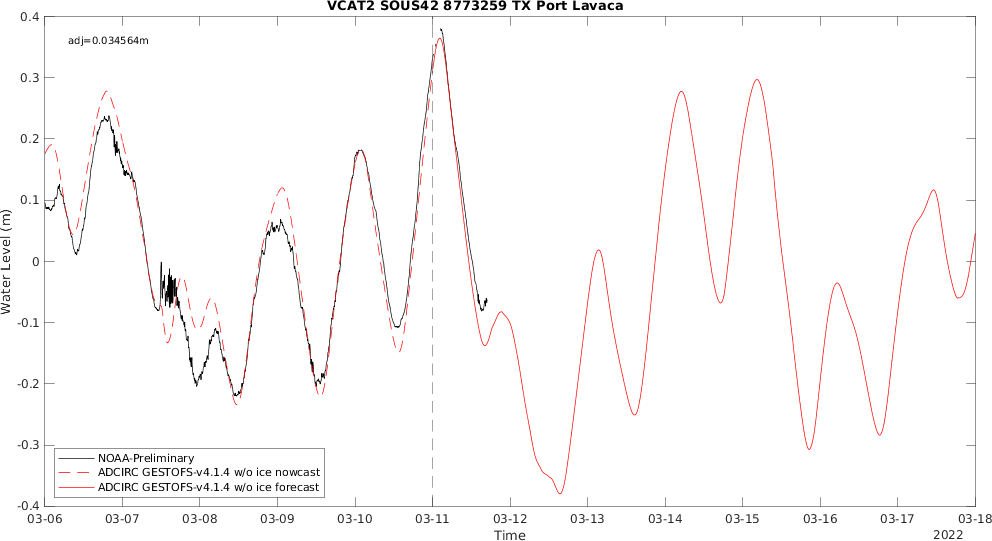 VCAT2 SOUS42 8773259 TX Port Lavaca
adj=0.034564m
0.4
0.3
0.2
0.1
0
-0.1
-0.2
-0.3
-0.4
Water Level (m)
NOAA-Preliminary
ADCIRC GESTOFS-v4.1.4 w/o ice nowcast
ADCIRC GESTOFS-v4.1.4 w/o ice forecast
03-06 03-07 03-08 03-09 03-10 03-11 03-12 03-13 03-14 03-15 03-16 03-17 03-18
Time
2022